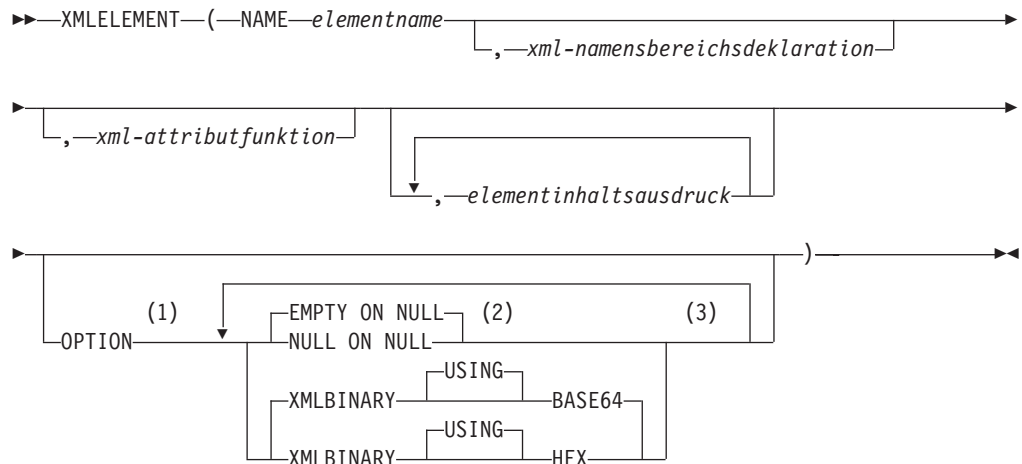 XMLELEMENT ( NAME elementname
, xml-namensbereichsdeklaration
, xml-attributfunktion
, elementinhaltsausdruck
)
(1) EMPTY ON NULL (2) (3)
OPTION NULL ON NULL
USING
XMLBINARY BASE64
USING
XMLBINARY HEX